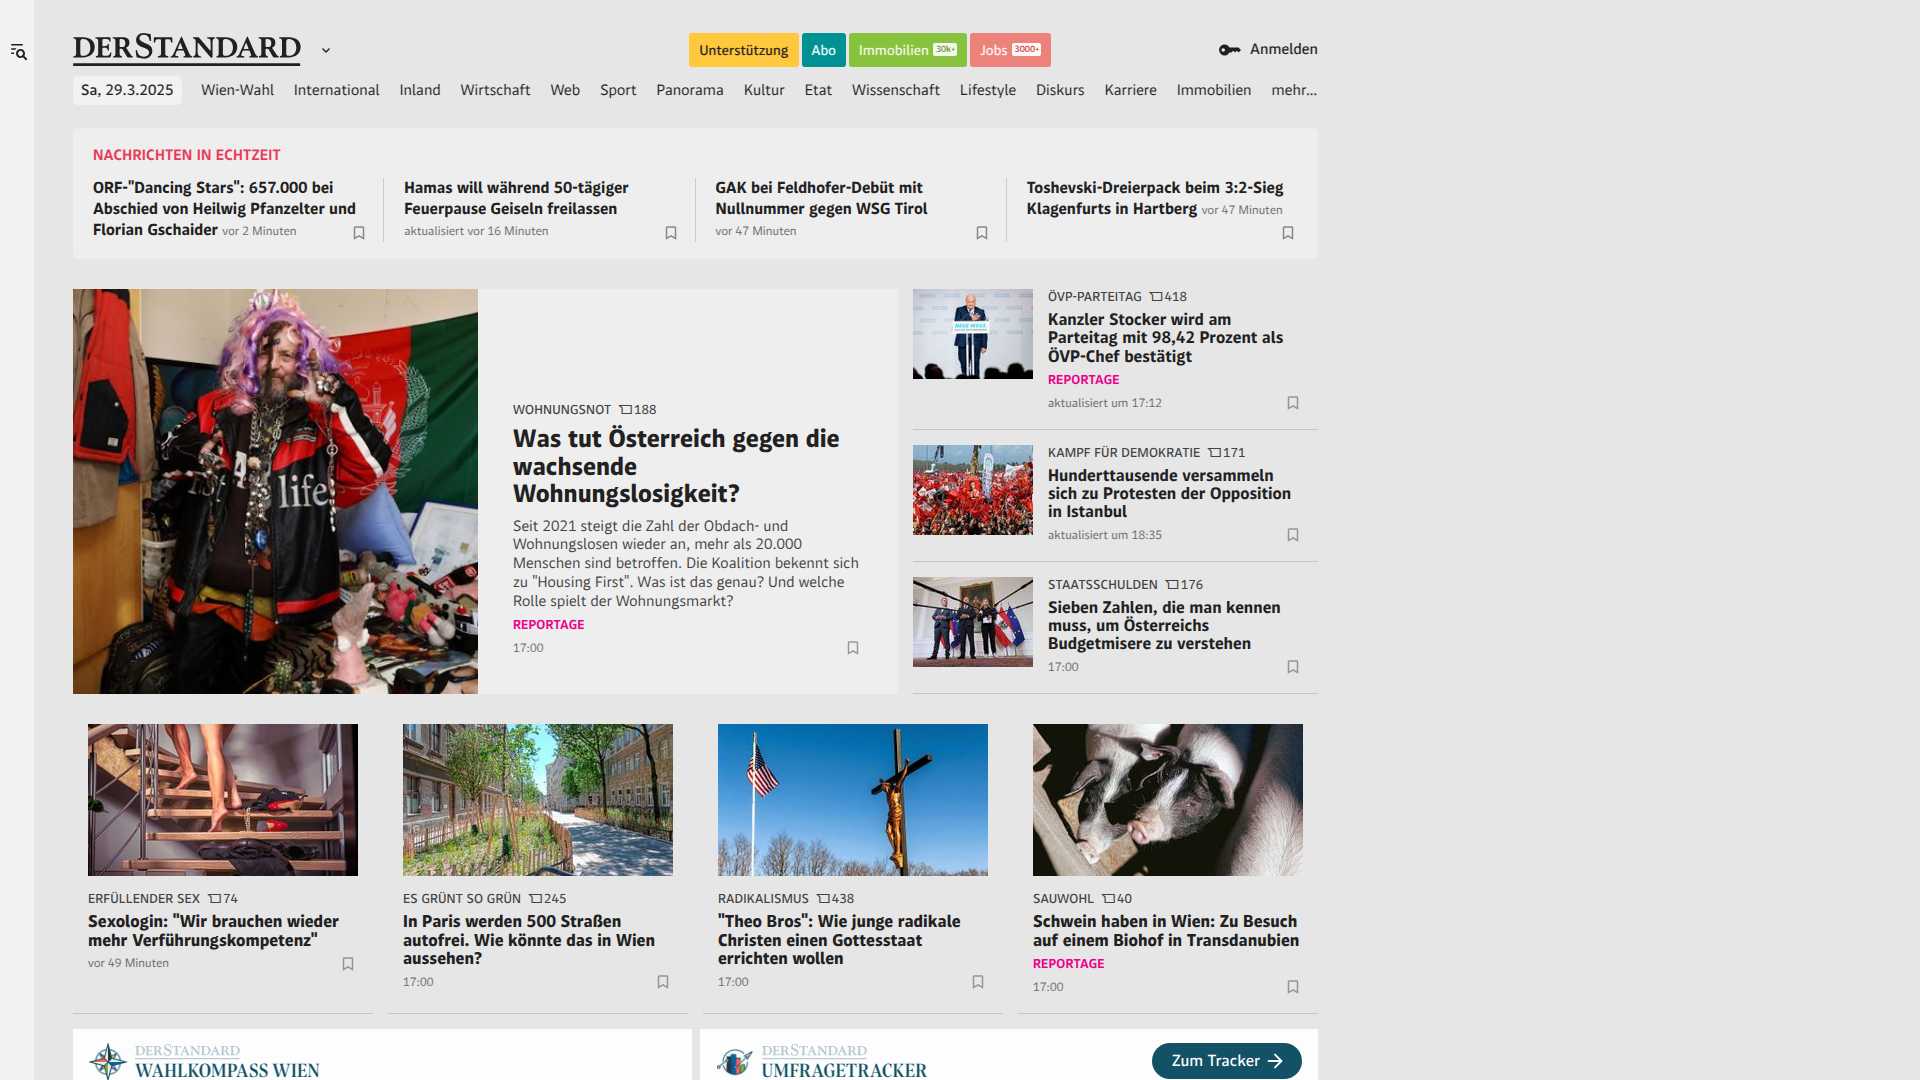 DERSTANDARD
Unterstützung
Abo
Immobilien 30k+
Jobs 3000+
Anmelden
Sa, 29.3.2025
Wien-Wahl
International
Inland
Wirtschaft
Web
Sport
Panorama
Kultur
Etat
Wissenschaft
Lifestyle
Diskurs
Karriere
Immobilien
mehr...
NACHRICHTEN IN ECHTZEIT
ORF-"Dancing Stars": 657.000 bei
Abschied von Heilwig Pfanzelter und
Florian Gschaider vor 2 Minuten
Hamas will während 50-tägiger
Feuerpause Geiseln freilassen
aktualisiert vor 16 Minuten
GAK bei Feldhofer-Debüt mit
Nullnummer gegen WSG Tirol
vor 47 Minuten
Toshevski-Dreierpack beim 3:2-Sieg
Klagenfurts in Hartberg vor 47 Minuten
life
WOHNUNGSNOT 188
Was tut Österreich gegen die
wachsende
Wohnungslosigkeit?
Seit 2021 steigt die Zahl der Obdach- und
Wohnungslosen wieder an, mehr als 20.000
Menschen sind betroffen. Die Koalition bekennt sich
zu "Housing First". Was ist das genau? Und welche
Rolle spielt der Wohnungsmarkt?
REPORTAGE
17:00
ÖVP-PARTEITAG 418
Kanzler Stocker wird am
Parteitag mit 98,42 Prozent als
ÖVP-Chef bestätigt
REPORTAGE
aktualisiert um 17:12
KAMPF FÜR DEMOKRATIE 171
Hunderttausende versammeln
sich zu Protesten der Opposition
in Istanbul
aktualisiert um 18:35
STAATSSCHULDEN 176
Sieben Zahlen, die man kennen
muss, um Österreichs
Budgetmisere zu verstehen
17:00
ERFÜLLENDER SEX 74
Sexologin: "Wir brauchen wieder
mehr Verführungskompetenz"
vor 49 Minuten
ES GRÜNT SO GRÜN 245
In Paris werden 500 Straßen
autofrei. Wie könnte das in Wien
aussehen?
17:00
RADIKALISMUS 438
"Theo Bros": Wie junge radikale
Christen einen Gottesstaat
errichten wollen
17:00
SAUWOHL 40
Schwein haben in Wien: Zu Besuch
auf einem Biohof in Transdanubien
REPORTAGE
17:00
DERSTANDARD
WAHLKOMPASS WIEN
DERSTANDARD
UMFRAGETRACKER
Zum Tracker